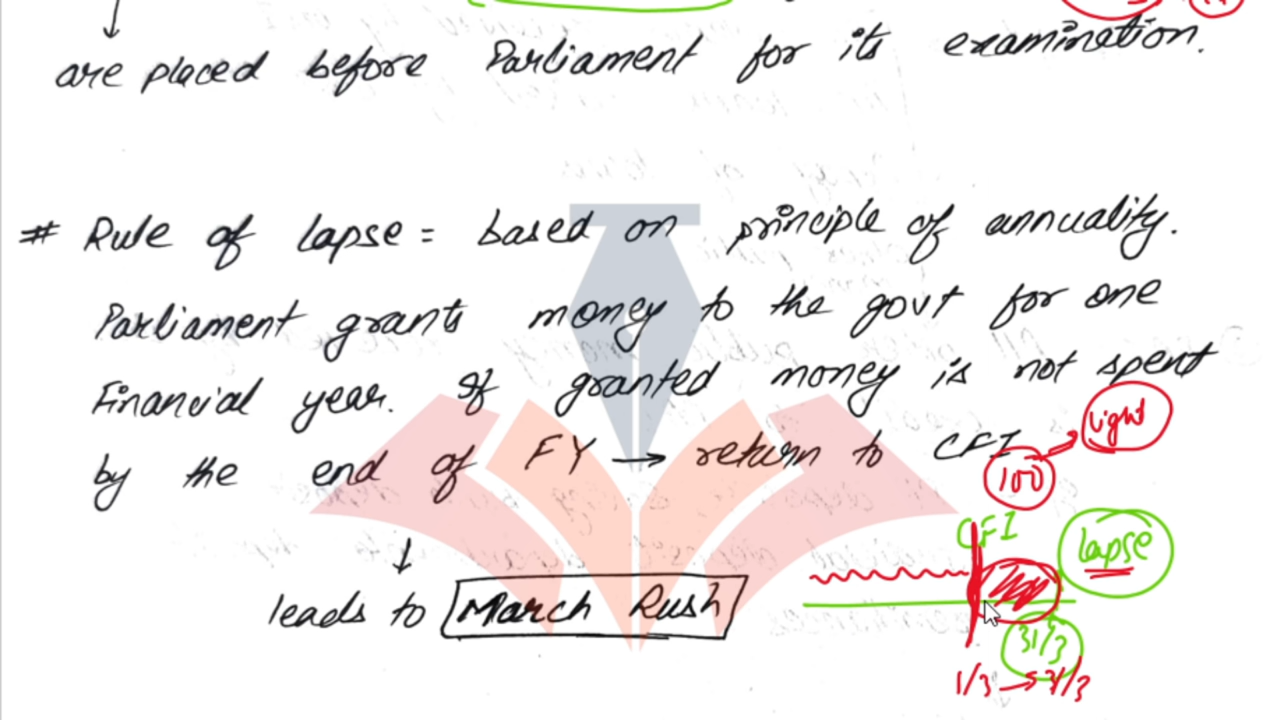 are placed before Parliament for its examination.
# Rule of lapse = based on principle of annuality.
Parliament grants money to the govt for one
Financial year. If granted money is not spent
by the end of FY → return to CFI
light
100
CFI
lapse
↓
leads to March Rush
31/3
1/3 → 31/3